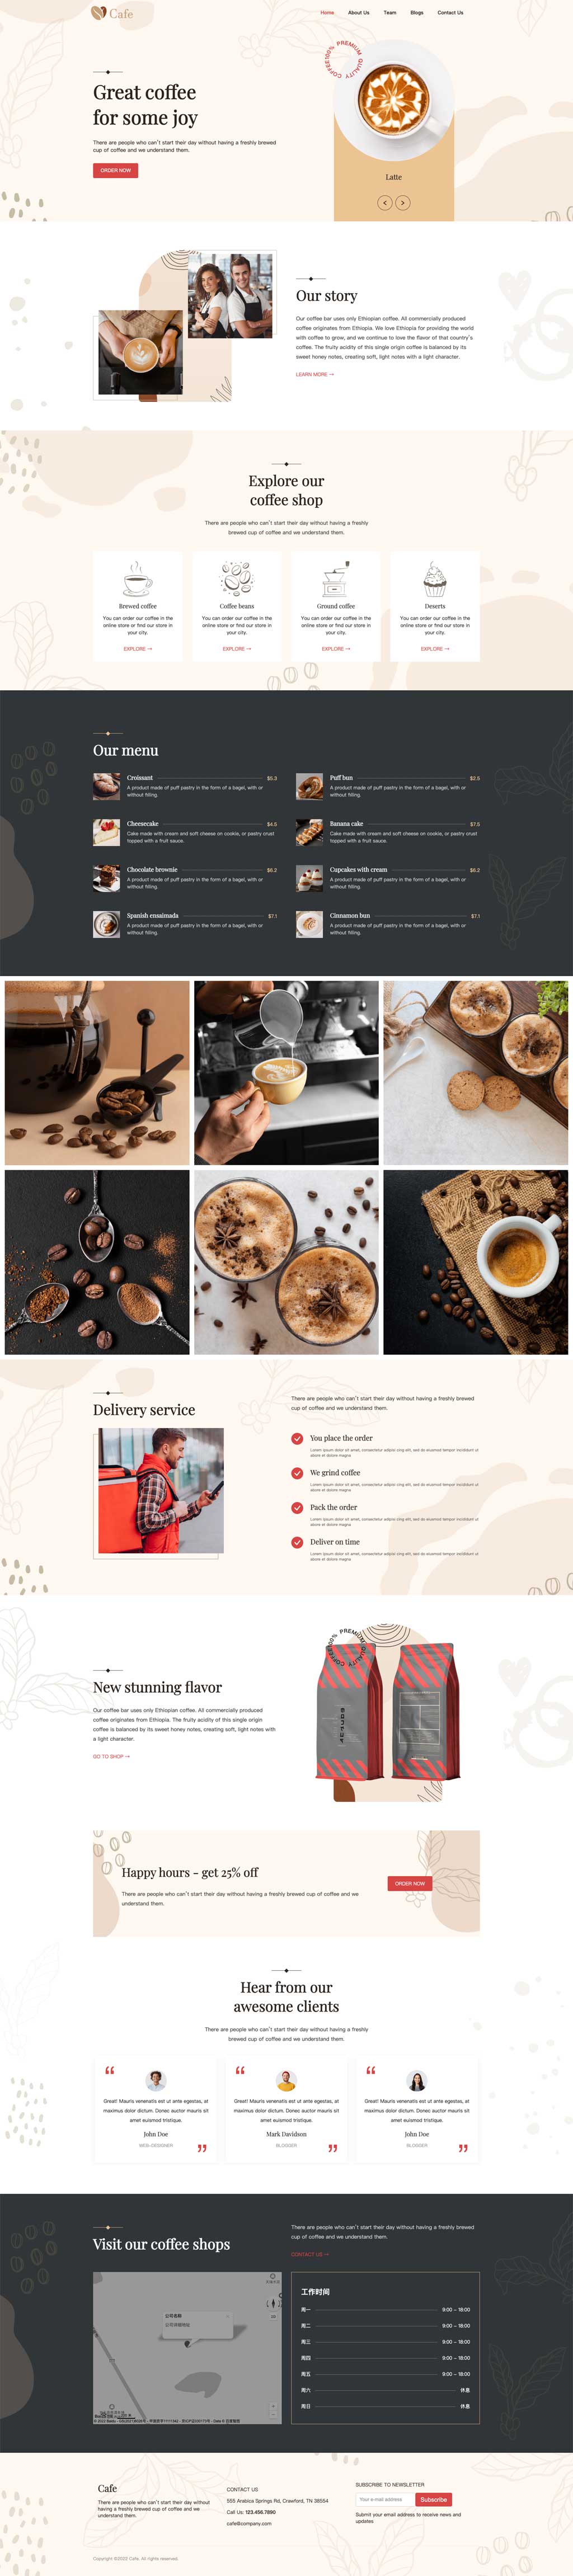 Cafe
Home About Us Team Blogs Contact Us
COFFEE 100% PREMIUM QUALITY
Great coffee
for some joy
There are people who can't start their day without having a freshly brewed
cup of coffee and we understand them.
ORDER NOW
Latte
Our story
Our coffee bar uses only Ethiopian coffee. All commercially produced
coffee originates from Ethiopia. We love Ethiopia for providing the world
with coffee to grow, and we continue to love the flavor of that country's
coffee. The fruity acidity of this single origin coffee is balanced by its
sweet honey notes, creating soft, light notes with a light character.
LEARN MORE →
Explore our
coffee shop
There are people who can't start their day without having a freshly
brewed cup of coffee and we understand them.
Brewed coffee
You can order our coffee in the
online store or find our store in
your city.
EXPLORE →
Coffee beans
You can order our coffee in the
online store or find our store in
your city.
EXPLORE →
Ground coffee
You can order our coffee in the
online store or find our store in
your city.
EXPLORE →
Deserts
You can order our coffee in the
online store or find our store in
your city.
EXPLORE →
Our menu
Croissant $5.3
A product made of puff pastry in the form of a bagel, with or
without filling.
Puff bun $2.5
A product made of puff pastry in the form of a bagel, with or
without filling.
Cheesecake $4.5
Cake made with cream and soft cheese on cookie, or pastry crust
topped with a fruit sauce.
Banana cake $7.5
Cake made with cream and soft cheese on cookie, or pastry crust
topped with a fruit sauce.
Chocolate brownie $6.2
A product made of puff pastry in the form of a bagel, with or
without filling.
Cupcakes with cream $6.2
A product made of puff pastry in the form of a bagel, with or
without filling.
Spanish ensaimada $7.1
A product made of puff pastry in the form of a bagel, with or
without filling.
Cinnamon bun $7.1
A product made of puff pastry in the form of a bagel, with or
without filling.
Delivery service
There are people who can't start their day without having a freshly brewed
cup of coffee and we understand them.
You place the order
Lorem ipsum dolor sit amet, consectetur adipis cing elit, sed do eiusmod tempor incididunt ut
abore et dolore magna
We grind coffee
Lorem ipsum dolor sit amet, consectetur adipis cing elit, sed do eiusmod tempor incididunt ut
abore et dolore magna
Pack the order
Lorem ipsum dolor sit amet, consectetur adipis cing elit, sed do eiusmod tempor incididunt ut
abore et dolore magna
Deliver on time
Lorem ipsum dolor sit amet, consectetur adipis cing elit, sed do eiusmod tempor incididunt ut
abore et dolore magna
COFFEE 100% PREMIUM QUALITY
New stunning flavor
Our coffee bar uses only Ethiopian coffee. All commercially produced
coffee originates from Ethiopia. The fruity acidity of this single origin
coffee is balanced by its sweet honey notes, creating soft, light notes with
a light character.
GO TO SHOP →
Happy hours - get 25% off
There are people who can't start their day without having a freshly brewed cup of coffee and we
understand them.
ORDER NOW
Hear from our
awesome clients
There are people who can't start their day without having a freshly
brewed cup of coffee and we understand them.
Great! Mauris venenatis est ut ante egestas, at
maximus dolor dictum. Donec auctor mauris sit
amet euismod tristique.
John Doe
WEB-DESIGNER
Great! Mauris venenatis est ut ante egestas, at
maximus dolor dictum. Donec auctor mauris sit
amet euismod tristique.
Mark Davidson
BLOGGER
Great! Mauris venenatis est ut ante egestas, at
maximus dolor dictum. Donec auctor mauris sit
amet euismod tristique.
John Doe
BLOGGER
Visit our coffee shops
There are people who can't start their day without having a freshly brewed
cup of coffee and we understand them.
CONTACT US →
公司名称
公司详细地址
工作时间
周一 9:00 - 18:00
周二 9:00 - 18:00
周三 9:00 - 18:00
周四 9:00 - 18:00
周五 9:00 - 18:00
周六 休息
周日 休息
Cafe
There are people who can't start their day without
having a freshly brewed cup of coffee and we
understand them.
CONTACT US
555 Arabica Springs Rd, Crawford, TN 38554
Call Us: 123.456.7890
cafe@company.com
SUBSCRIBE TO NEWSLETTER
Your e-mail address
Subscribe
Submit your email address to receive news and
updates
Copyright ©2022 Cafe. All rights reserved.